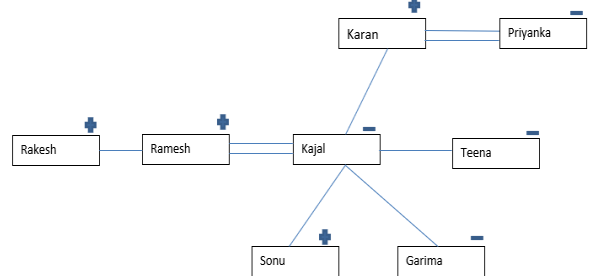 Karan
Priyanka
Rakesh
Ramesh
Kajal
Teena
Sonu
Garima